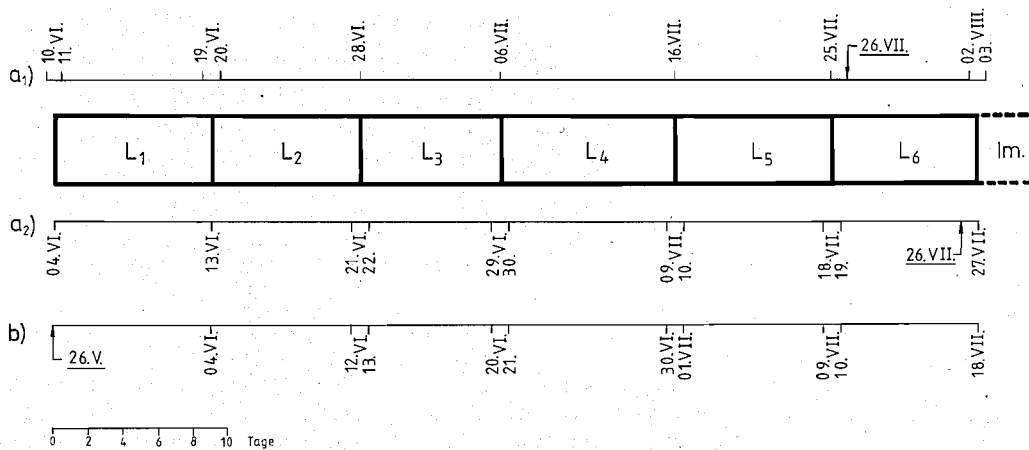 10. VI.
11.
19. VI.
20.
28. VI.
06. VII.
16. VII.
25. VII.
26. VII.
02. VIII.
03.
a₁)
L₁ L₂ L₃ L₄ L₅ L₆ Im.
a₂)
04. VI.
13. VI.
21. VI.
22.
29. VI.
30.
09. VII.
10.
18. VII.
19.
26. VII.
27. VII.
b)
26. V.
04. VI.
12. VI.
13.
20. VI.
21.
30. VI.
01. VII.
09. VII.
10.
18. VII.
0 2 4 6 8 10 Tage